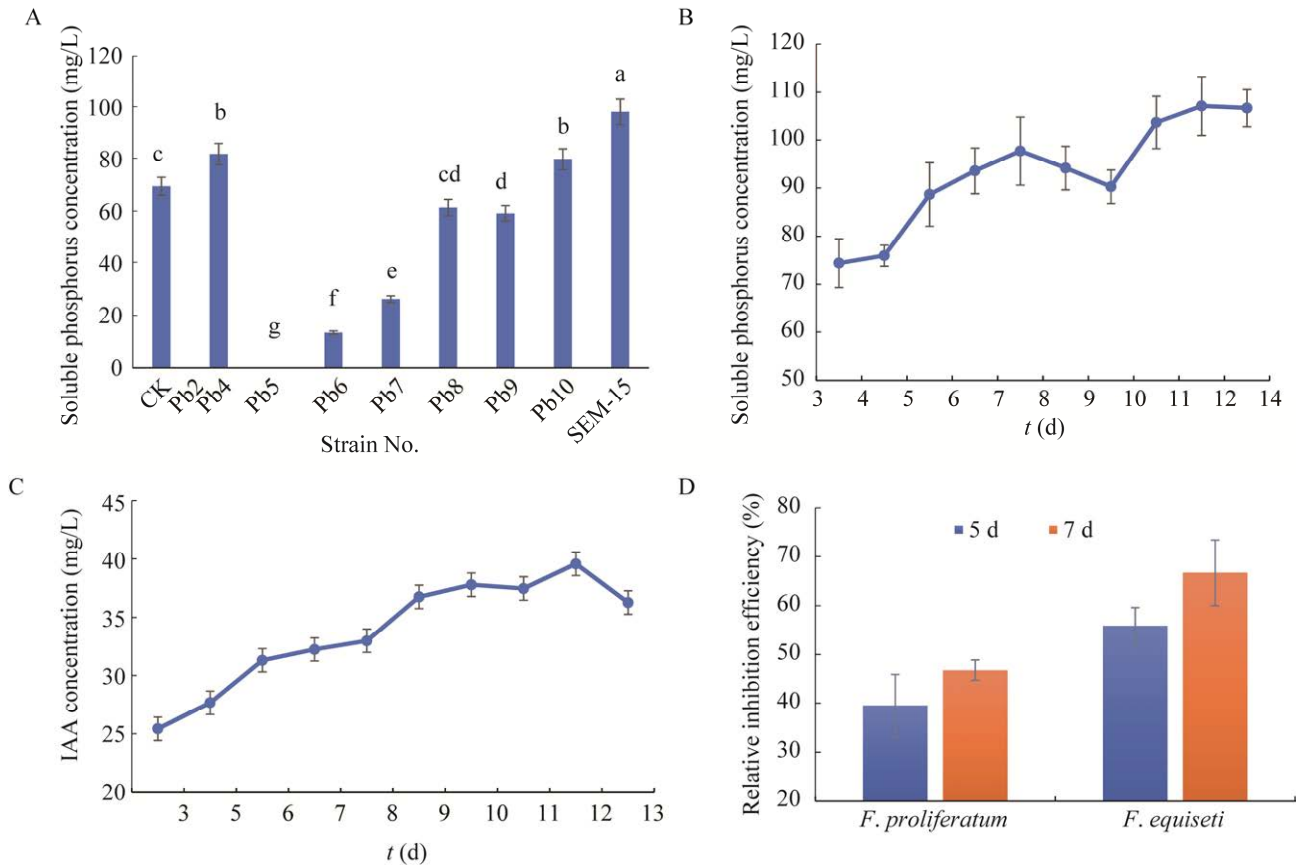 A
Soluble phosphorus concentration (mg/L)
120
100
80
60
40
20
0
c
b
g
f
e
cd
d
b
a
CK
Pb2
Pb4
Pb5
Pb6
Pb7
Pb8
Pb9
Pb10
SEM-15
Strain No.
B
Soluble phosphorus concentration (mg/L)
120
110
100
90
80
70
60
50
3 4 5 6 7 8 9 10 11 12 13 14
t (d)
C
IAA concentration (mg/L)
45
40
35
30
25
20
3 4 5 6 7 8 9 10 11 12 13
t (d)
D
Relative inhibition efficiency (%)
80
70
60
50
40
30
20
5 d 7 d
F. proliferatum F. equiseti